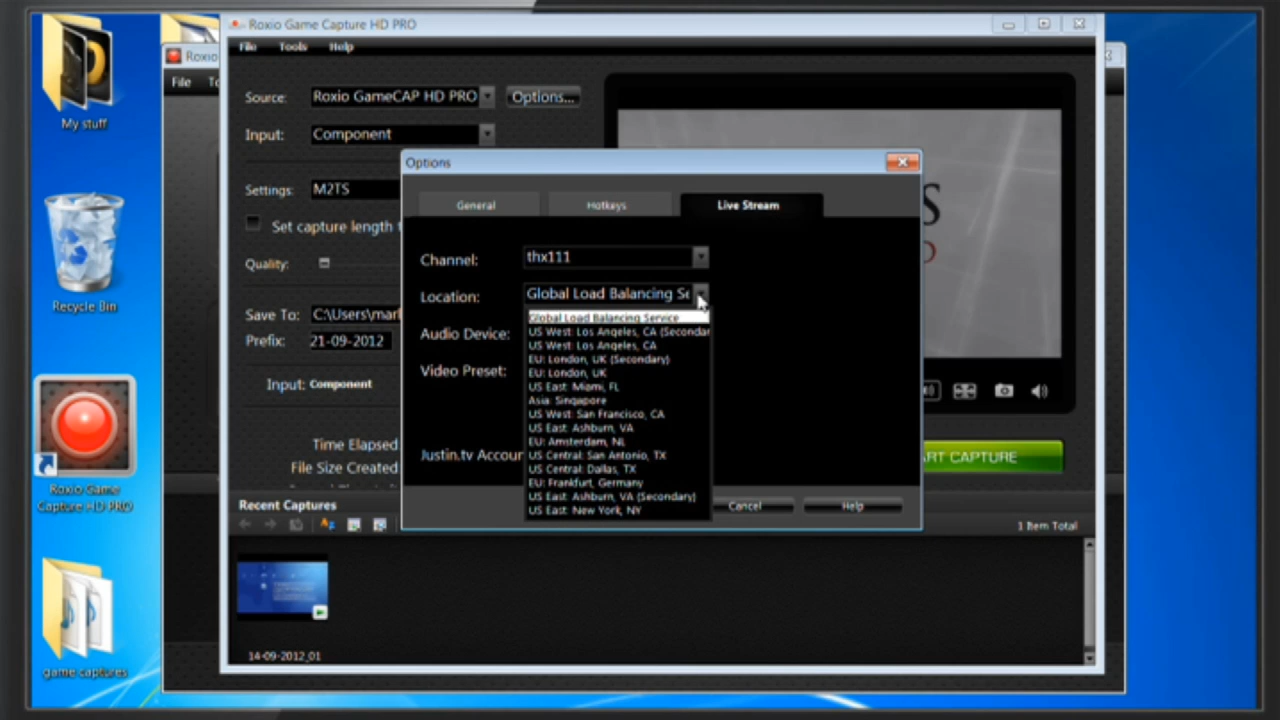 My stuff
Recycle Bin
Roxio Game
Capture HD PRO
game captures
Roxio
File
Roxio Game Capture HD PRO
File Tools Help
Source: Roxio GameCAP HD PRO Options...
Input: Component
Settings: M2TS
Set capture length
Quality:
Save To: C:\Users\mark
Prefix: 21-09-2012
Input: Component
Time Elapsed
File Size Created
Options
General Hotkeys Live Stream
Channel: thx111
Location: Global Load Balancing Se
Audio Device:
Video Preset:
Justin.tv Accoun
Global Load Balancing Service
US West: Los Angeles, CA (Secondar
US West: Los Angeles, CA
EU: London, UK (Secondary)
EU: London, UK
US East: Miami, FL
Asia: Singapore
US West: San Francisco, CA
US East: Ashburn, VA
EU: Amsterdam, NL
US Central: San Antonio, TX
US Central: Dallas, TX
EU: Frankfurt, Germany
US East: Ashburn, VA (Secondary)
US East: New York, NY
Cancel Help
S
D
ART CAPTURE
Recent Captures
1 Item Total
14-09-2012_01